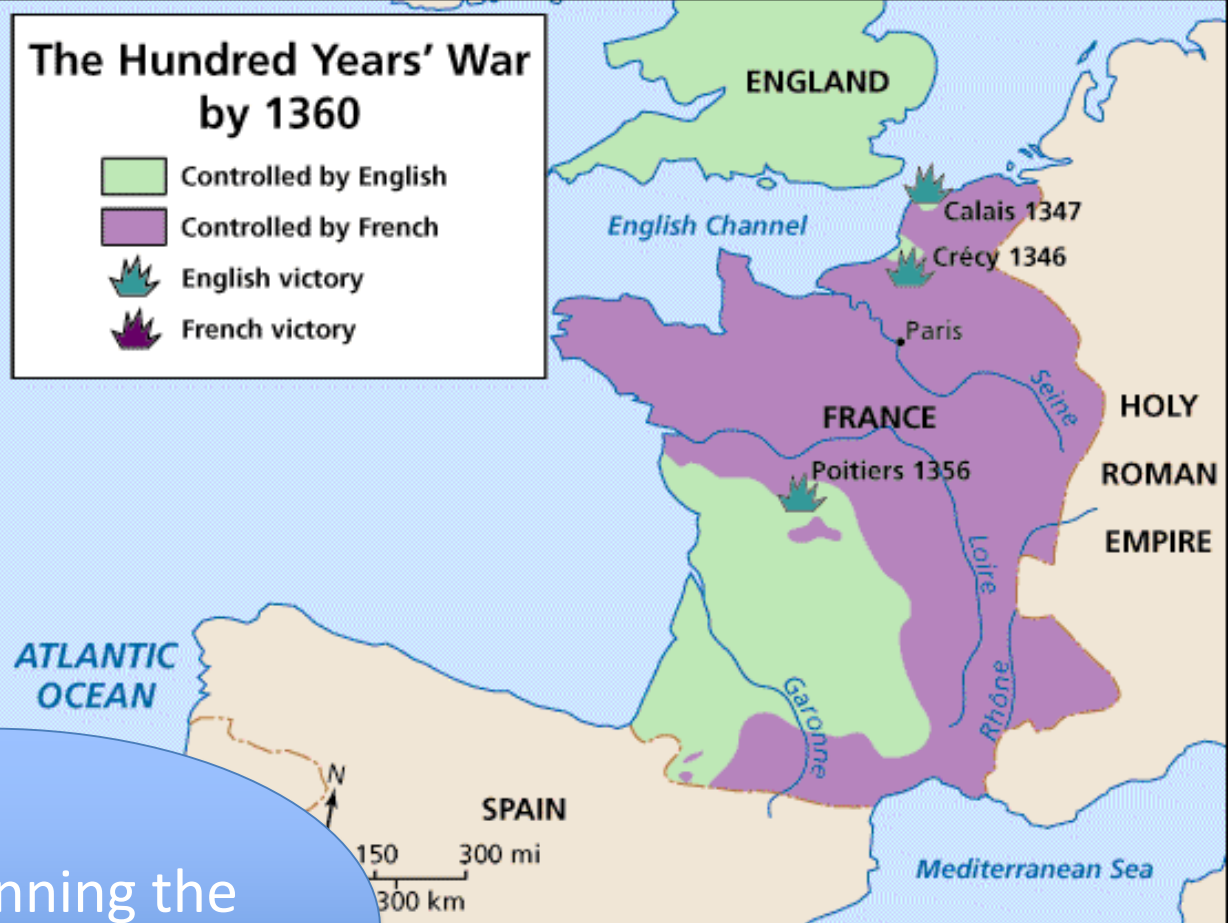 The Hundred Years' War
by 1360
Controlled by English
Controlled by French
English victory
French victory
ENGLAND
English Channel
Calais 1347
Crécy 1346
Paris
Seine
FRANCE
HOLY
ROMAN
EMPIRE
Poitiers 1356
Loire
ATLANTIC
OCEAN
Garonne
Rhône
N
SPAIN
150 300 mi
300 km
Mediterranean Sea
the